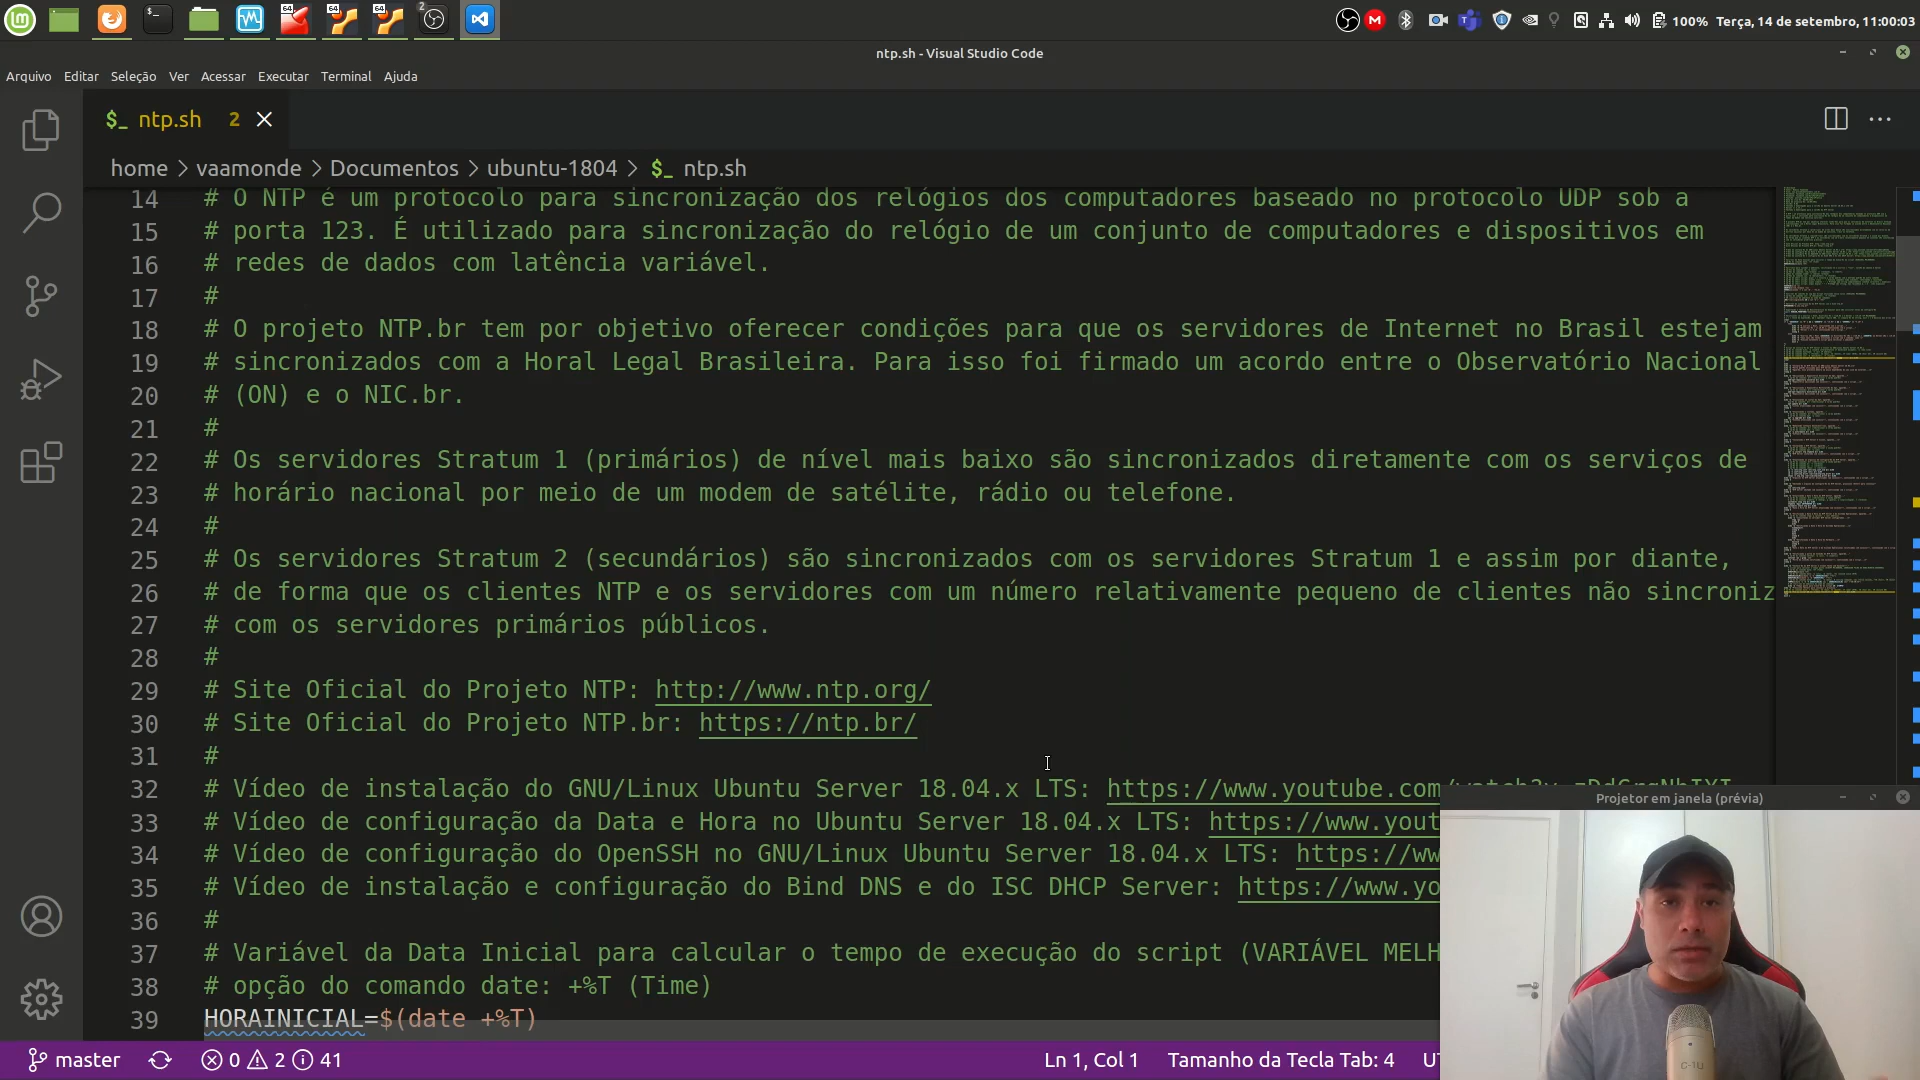 64
64
64
2
100%
Terça, 14 de setembro, 11:00:03
ntp.sh - Visual Studio Code
Arquivo Editar Seleção Ver Acessar Executar Terminal Ajuda
$_ ntp.sh 2
home > vaamonde > Documentos > ubuntu-1804 > $_ ntp.sh
14 # O NTP é um protocolo para sincronização dos relógios dos computadores baseado no protocolo UDP sob a
15 # porta 123. É utilizado para sincronização do relógio de um conjunto de computadores e dispositivos em
16 # redes de dados com latência variável.
17 #
18 # O projeto NTP.br tem por objetivo oferecer condições para que os servidores de Internet no Brasil estejam
19 # sincronizados com a Horal Legal Brasileira. Para isso foi firmado um acordo entre o Observatório Nacional
20 # (ON) e o NIC.br.
21 #
22 # Os servidores Stratum 1 (primários) de nível mais baixo são sincronizados diretamente com os serviços de
23 # horário nacional por meio de um modem de satélite, rádio ou telefone.
24 #
25 # Os servidores Stratum 2 (secundários) são sincronizados com os servidores Stratum 1 e assim por diante,
26 # de forma que os clientes NTP e os servidores com um número relativamente pequeno de clientes não sincroniz
27 # com os servidores primários públicos.
28 #
29 # Site Oficial do Projeto NTP: http://www.ntp.org/
30 # Site Oficial do Projeto NTP.br: https://ntp.br/
31 #
32 # Vídeo de instalação do GNU/Linux Ubuntu Server 18.04.x LTS: https://www.youtube.com
33 # Vídeo de configuração da Data e Hora no Ubuntu Server 18.04.x LTS: https://www.yout
34 # Vídeo de configuração do OpenSSH no GNU/Linux Ubuntu Server 18.04.x LTS: https://ww
35 # Vídeo de instalação e configuração do Bind DNS e do ISC DHCP Server: https://www.yo
36 #
37 # Variável da Data Inicial para calcular o tempo de execução do script (VARIÁVEL MELH
38 # opção do comando date: +%T (Time)
39 HORAINICIAL=$(date +%T)
Projetor em janela (prévia)
master 0 2 41
Ln 1, Col 1 Tamanho da Tecla Tab: 4 UT